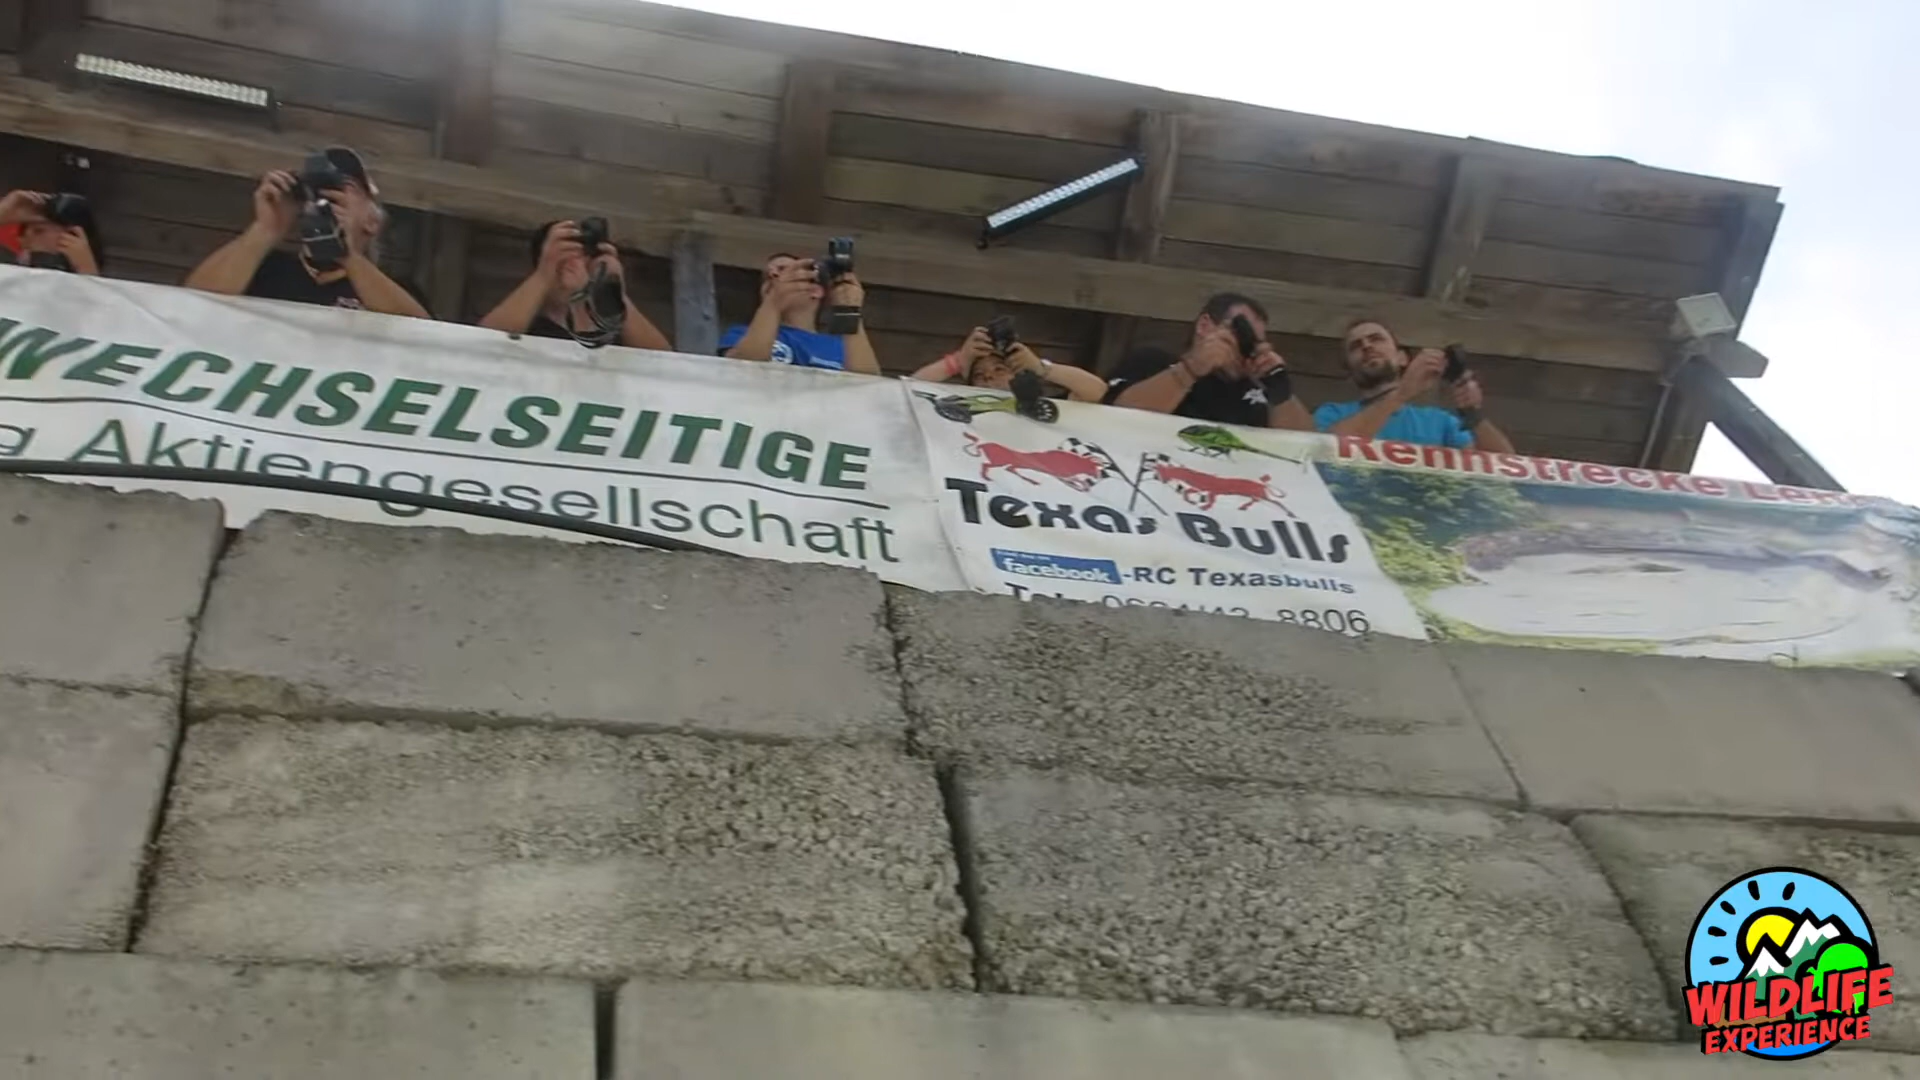 WECHSELSEITIGE
g Aktiengesellschaft
Texas Bulls
facebook-RC Texasbulls
8806
Rennstrecke
WILDLIFE
EXPERIENCE